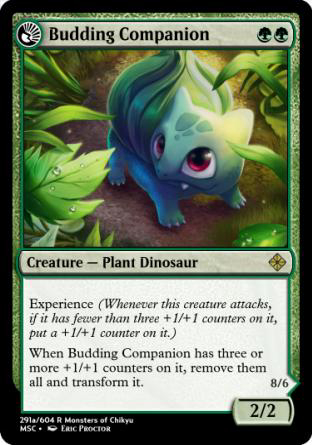 Budding Companion
Creature — Plant Dinosaur
Experience (Whenever this creature attacks,
if it has fewer than three +1/+1 counters on it,
put a +1/+1 counter on it.)
When Budding Companion has three or
more +1/+1 counters on it, remove them
all and transform it.
8/6
2/2
291a/604 R Monsters of Chikyu
MSC • Eric Proctor